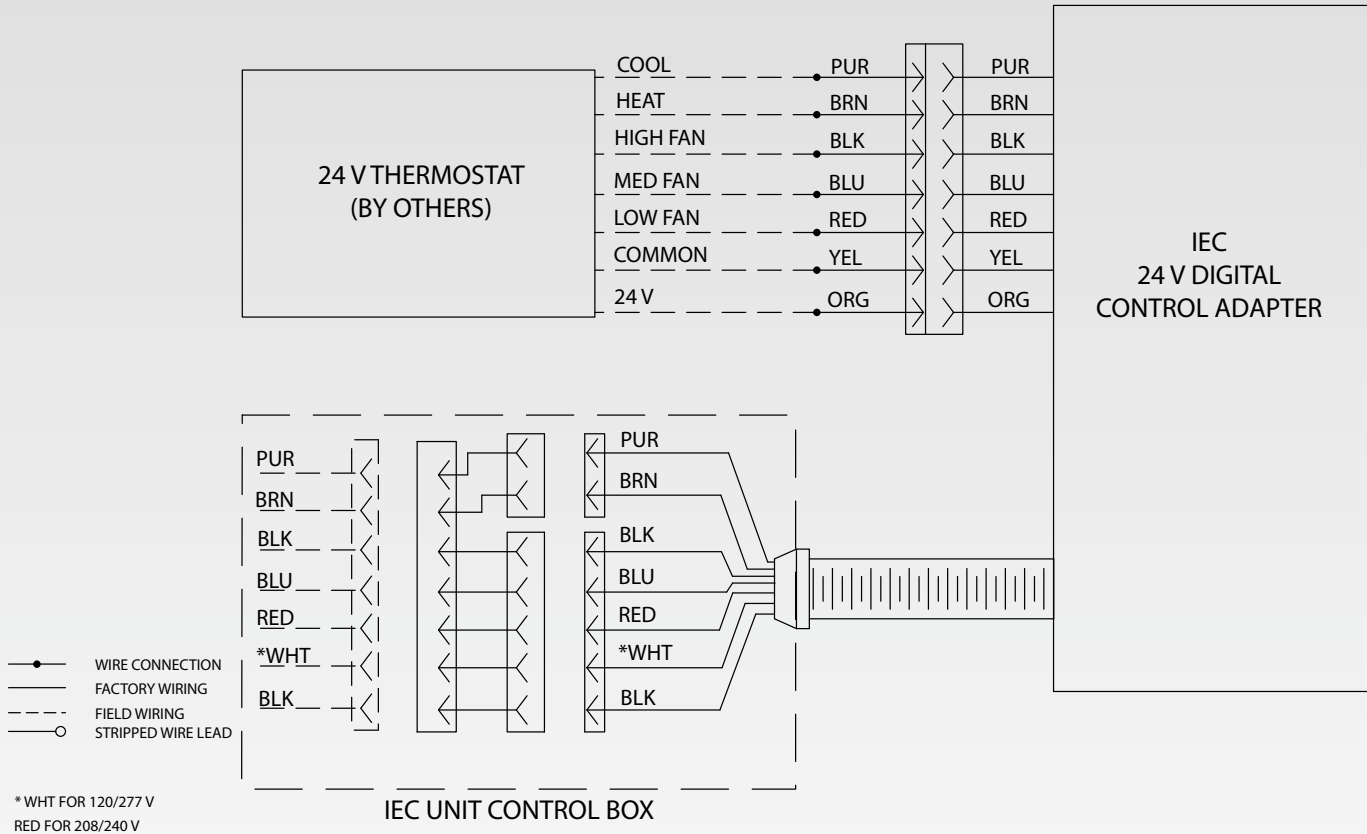 COOL PUR PUR
HEAT BRN BRN
HIGH FAN BLK BLK
24 V THERMOSTAT
(BY OTHERS)
MED FAN BLU BLU
LOW FAN RED RED
COMMON YEL YEL
24 V ORG ORG
IEC
24 V DIGITAL
CONTROL ADAPTER
PUR PUR
BRN BRN
BLK BLK
BLU BLU
RED RED
*WHT *WHT
BLK BLK
WIRE CONNECTION
FACTORY WIRING
FIELD WIRING
STRIPPED WIRE LEAD
* WHT FOR 120/277 V
RED FOR 208/240 V
IEC UNIT CONTROL BOX